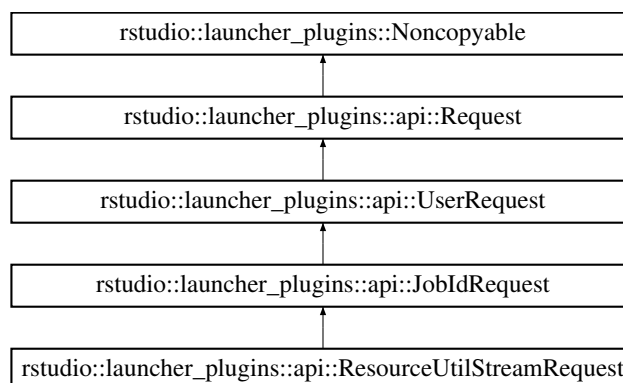 rstudio::launcher_plugins::Noncopyable
rstudio::launcher_plugins::api::Request
rstudio::launcher_plugins::api::UserRequest
rstudio::launcher_plugins::api::JobIdRequest
rstudio::launcher_plugins::api::ResourceUtilStreamRequest